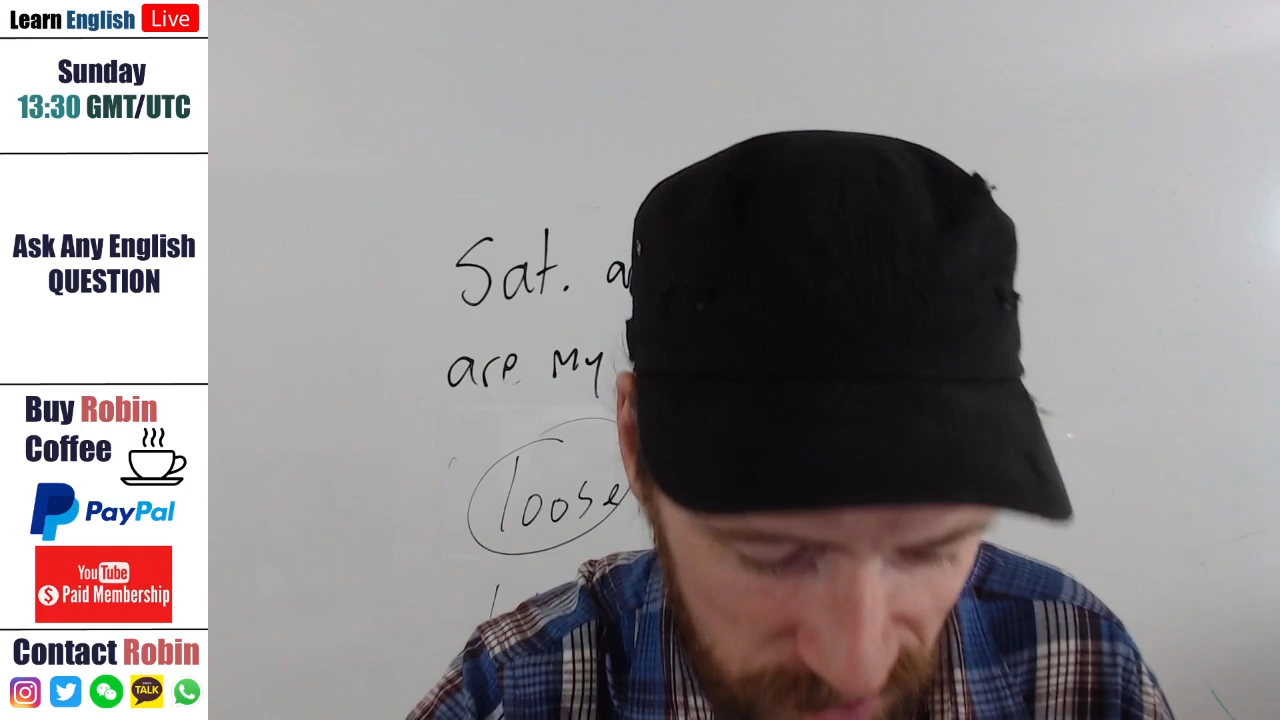 Learn English Live
Sunday
13:30 GMT/UTC
Ask Any English
QUESTION
Buy Robin
Coffee
PayPal
YouTube
$ Paid Membership
Contact Robin
TALK
Sat.
are my
loose